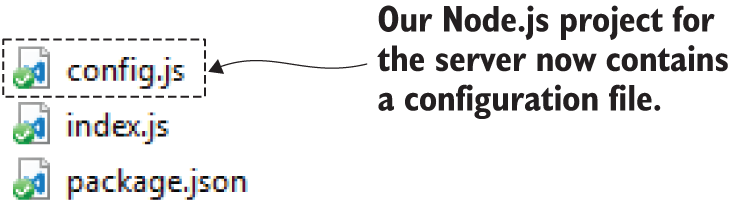 config.js
index.js
package.json
Our Node.js project for
the server now contains
a configuration file.